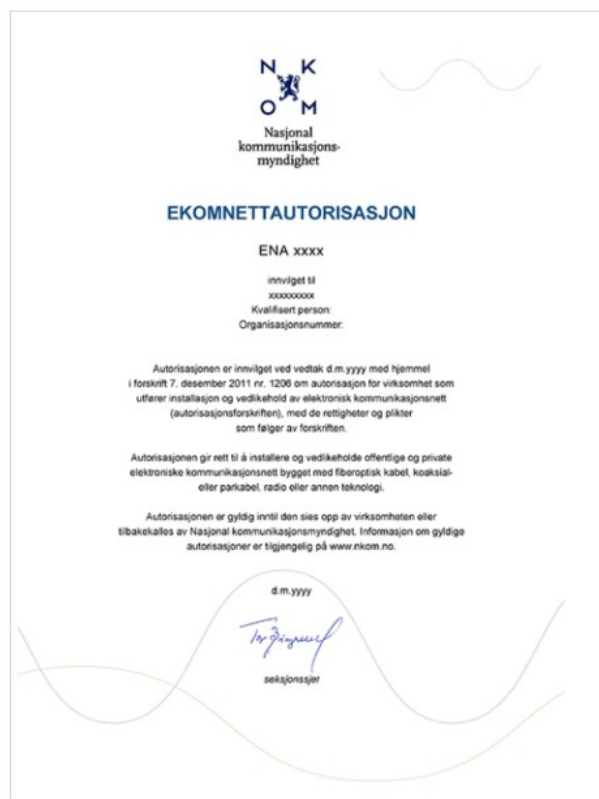 N K
O M
Nasjonal
kommunikasjons-
myndighet
EKOMNETTAUTORISASJON
ENA xxxx
innvilget til
xxxxxxxxx
Kvalifisert person:
Organisasjonsnummer:
Autorisasjonen er innvilget ved vedtak d.m.yyyy med hjemmel
i forskrift 7. desember 2011 nr. 1206 om autorisasjon for virksomhet som
utfører installasjon og vedlikehold av elektronisk kommunikasjonsnett
(autorisasjonsforskriften), med de rettigheter og plikter
som følger av forskriften.
Autorisasjonen gir rett til å installere og vedlikeholde offentlige og private
elektroniske kommunikasjonsnett bygget med fiberoptisk kabel, koaksial-
eller parkabel, radio eller annen teknologi.
Autorisasjonen er gyldig inntil den sies opp av virksomheten eller
tilbakekalles av Nasjonal kommunikasjonsmyndighet. Informasjon om gyldige
autorisasjoner er tilgjengelig på www.nkom.no.
d.m.yyyy
seksjonssjef